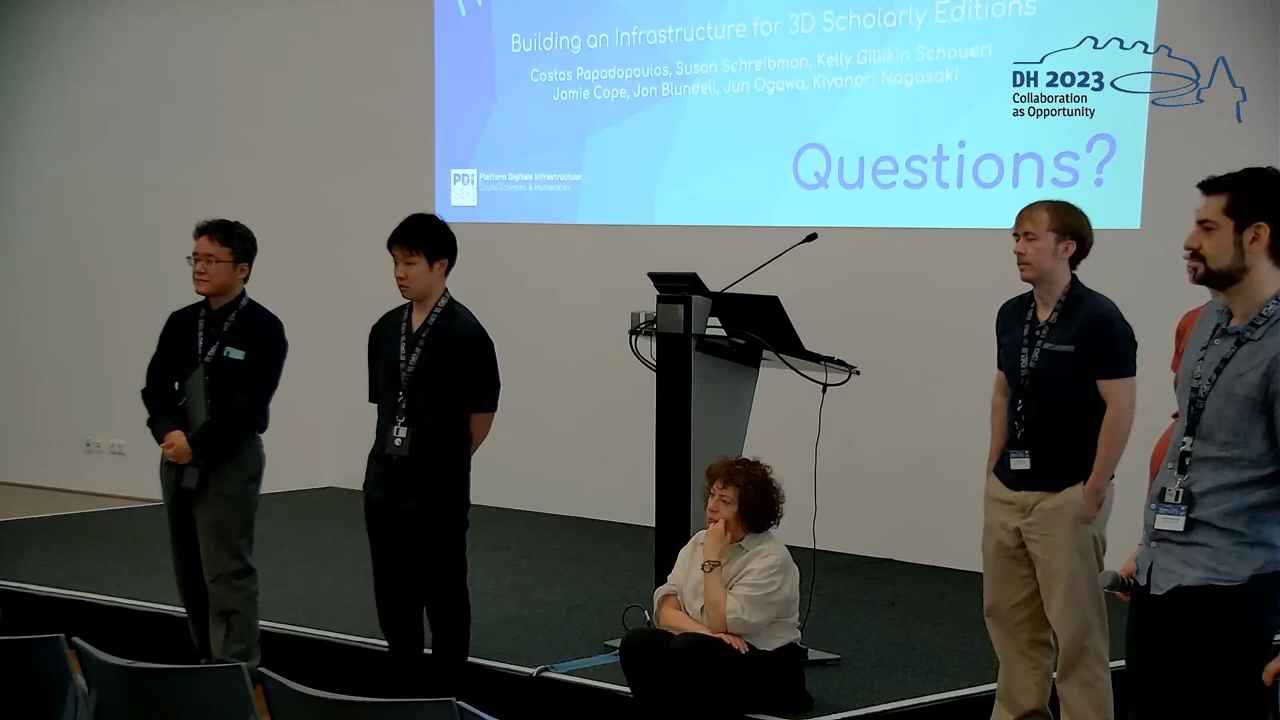 Building an Infrastructure for 3D Scholarly Editions
Costas Papadopoulos, Susan Schreibman, Kelly Gillikin Schoueri
Jamie Cope, Jon Blundell, Jun Ogawa, Kiyonori Nagasaki
DH 2023
Collaboration
as Opportunity
Questions?
PDi
Platform Digitale Infrastructuur
Social Sciences & Humanities